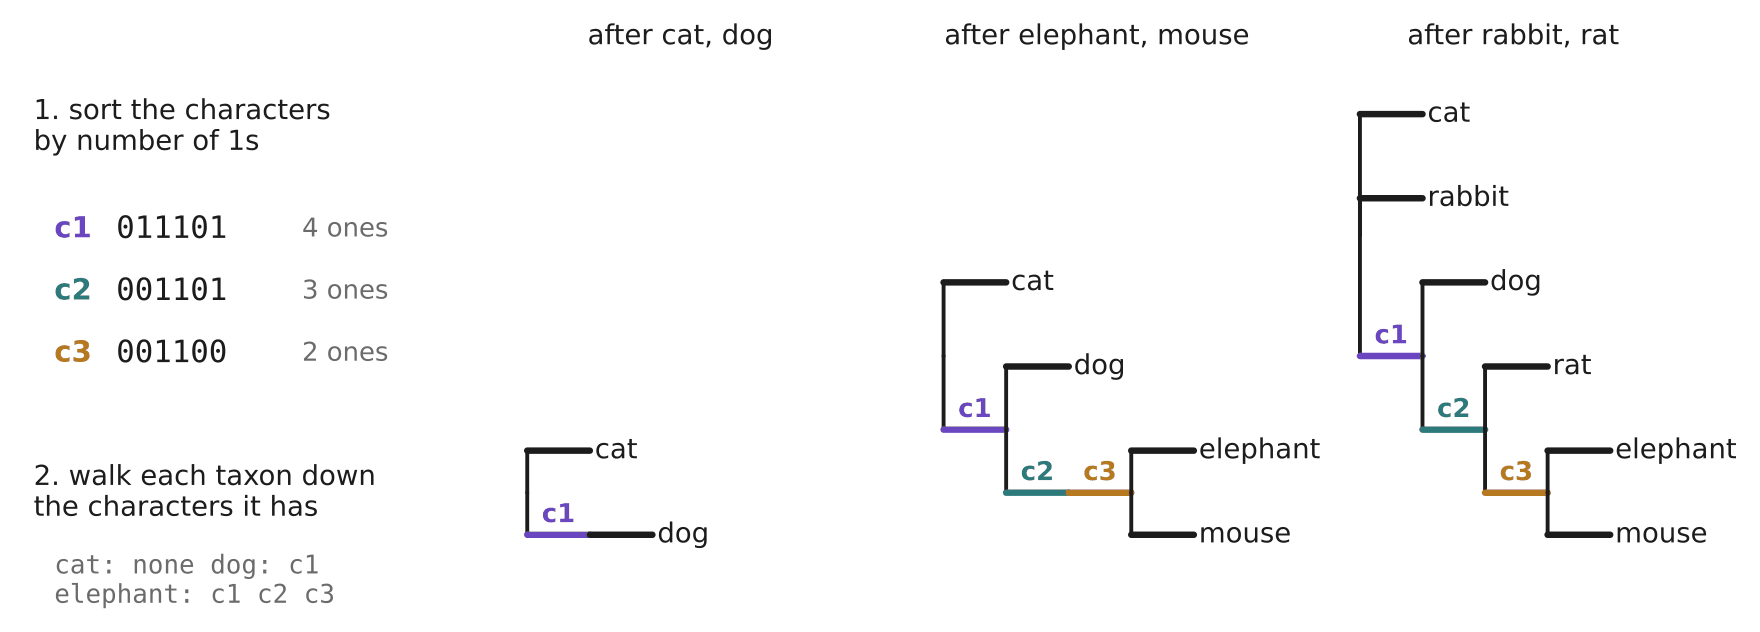 after cat, dog
after elephant, mouse
after rabbit, rat
1. sort the characters
by number of 1s
c1 011101 4 ones
c2 001101 3 ones
c3 001100 2 ones
2. walk each taxon down
the characters it has
cat: none dog: c1
elephant: c1 c2 c3
cat
c1
dog
cat
dog
c1
elephant
c2 c3
mouse
cat
rabbit
dog
c1
rat
c2
elephant
c3
mouse